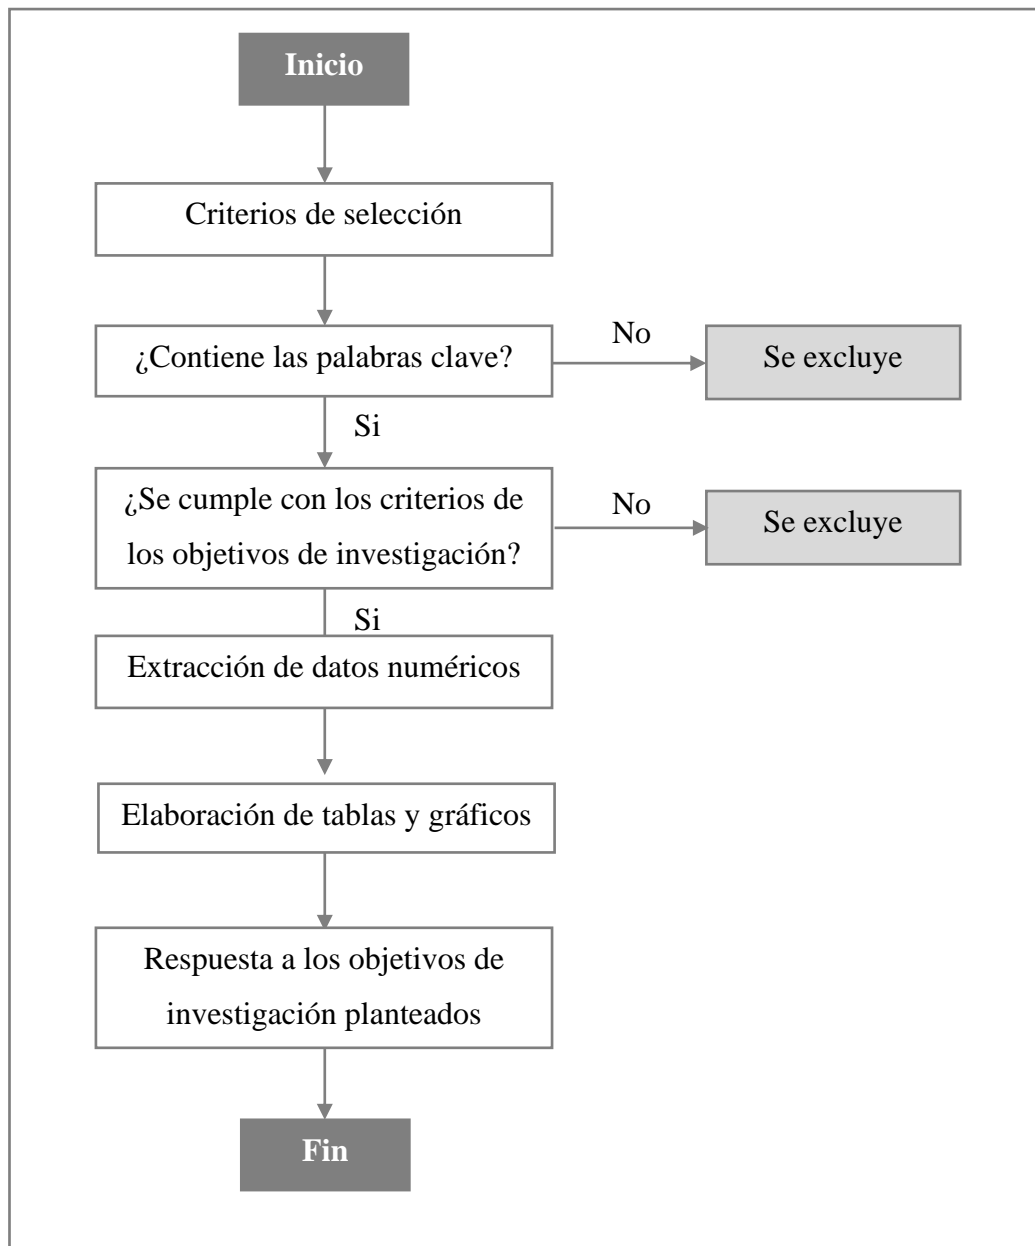 Inicio
Criterios de selección
¿Contiene las palabras clave?
No
Se excluye
Si
¿Se cumple con los criterios de
los objetivos de investigación?
No
Se excluye
Si
Extracción de datos numéricos
Elaboración de tablas y gráficos
Respuesta a los objetivos de
investigación planteados
Fin